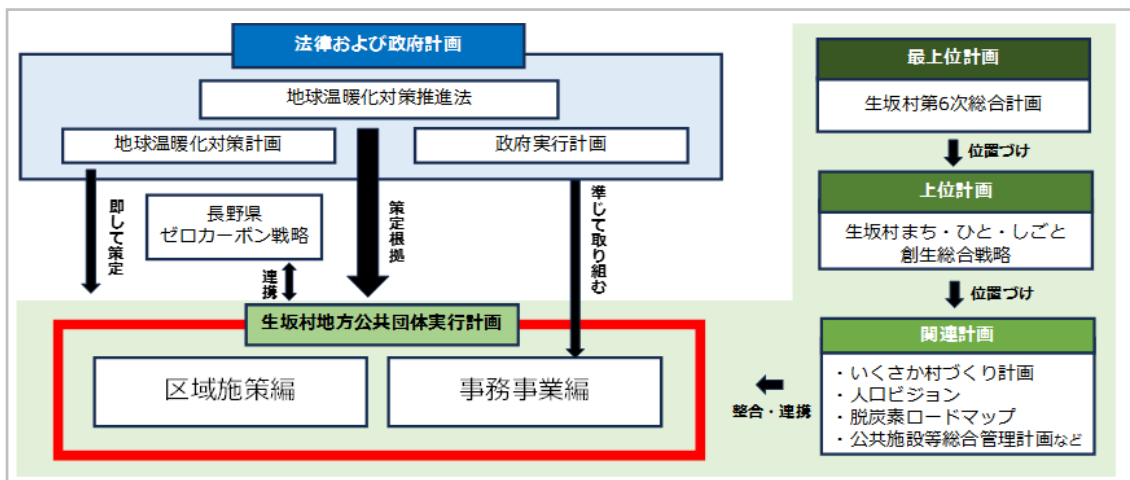 法律および政府計画
地球温暖化対策推進法
地球温暖化対策計画
政府実行計画
即して策定
長野県
ゼロカーボン戦略
連携
策定根拠
準じて取り組む
生坂村地方公共団体実行計画
区域施策編
事務事業編
最上位計画
生坂村第6次総合計画
位置づけ
上位計画
生坂村まち・ひと・しごと
創生総合戦略
位置づけ
関連計画
・いくさか村づくり計画
・人口ビジョン
・脱炭素ロードマップ
・公共施設等総合管理計画など
整合・連携